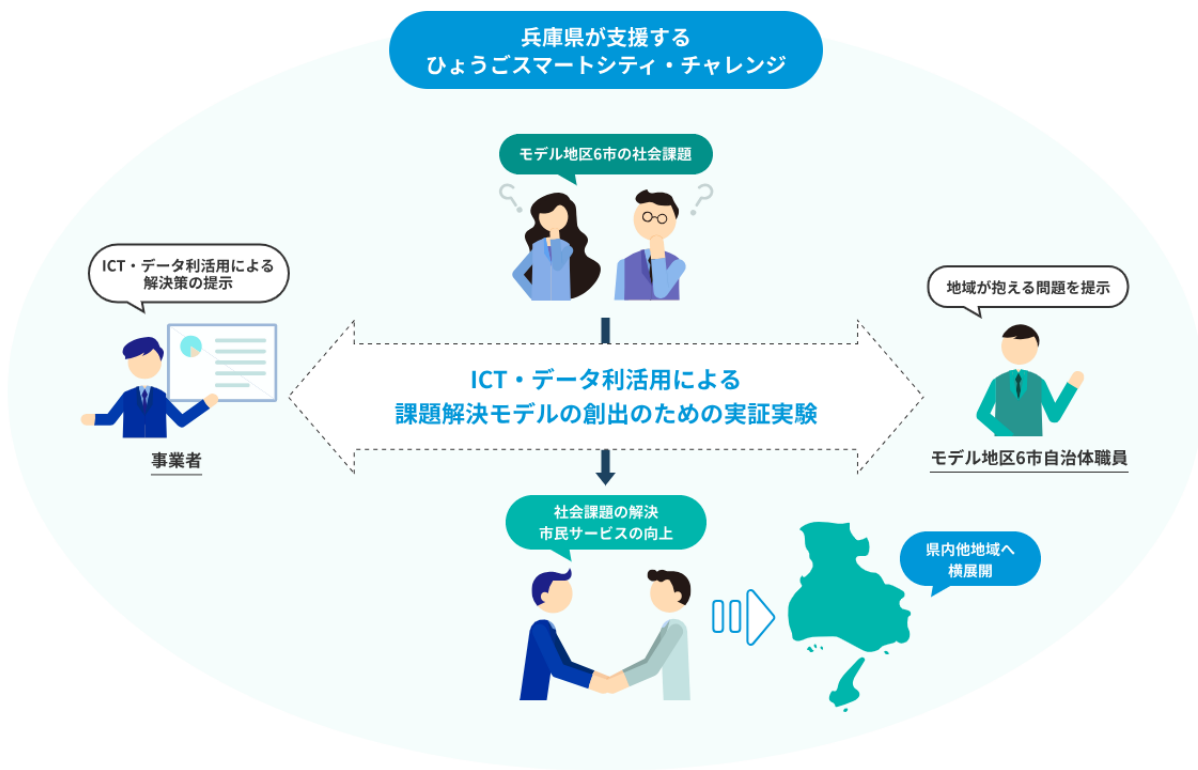 兵庫県が支援する
ひょうごスマートシティ・チャレンジ
モデル地区6市の社会課題
ICT・データ利活用による
解決策の提示
地域が抱える問題を提示
ICT・データ利活用による
課題解決モデルの創出のための実証実験
事業者
モデル地区6市自治体職員
社会課題の解決
市民サービスの向上
県内他地域へ
横展開